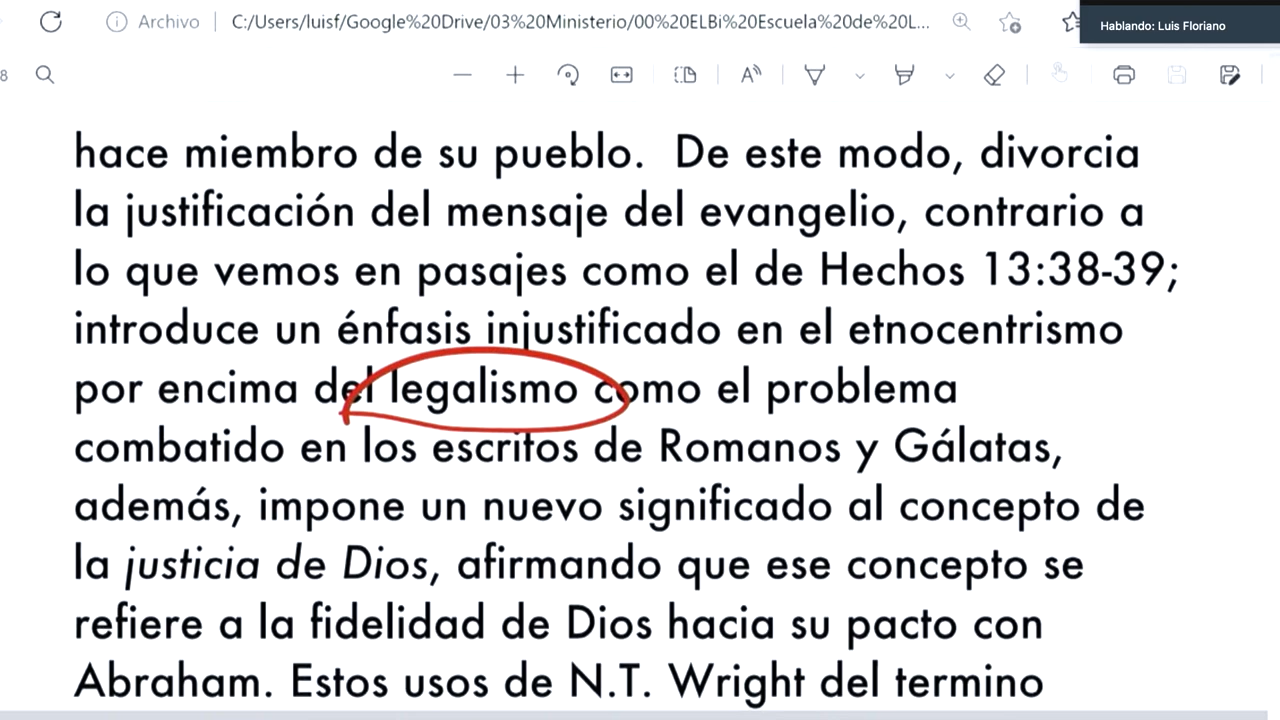 Archivo
C:/Users/luisf/Google%20Drive/03%20Ministerio/00%20ELBi%20Escuela%20de%20L...
Hablando: Luis Floriano
8
hace miembro de su pueblo. De este modo, divorcia
la justificación del mensaje del evangelio, contrario a
lo que vemos en pasajes como el de Hechos 13:38-39;
introduce un énfasis injustificado en el etnocentrismo
por encima del legalismo como el problema
combatido en los escritos de Romanos y Gálatas,
además, impone un nuevo significado al concepto de
la justicia de Dios, afirmando que ese concepto se
refiere a la fidelidad de Dios hacia su pacto con
Abraham. Estos usos de N.T. Wright del termino